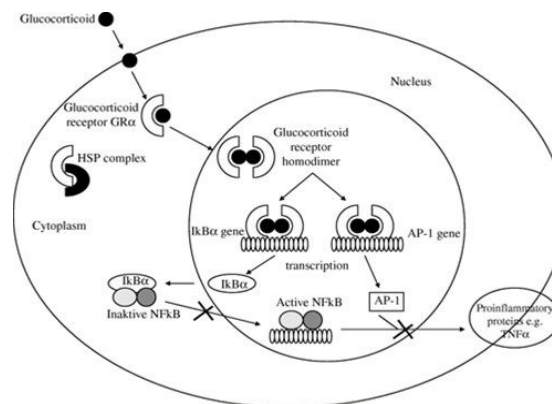 Glucocorticoid
Nucleus
Glucocorticoid
receptor GRα
HSP complex
Glucocorticoid
receptor
homodimer
Cytoplasm
IkBα gene
AP-1 gene
transcription
IkBα
IkBα
Inaktive NFkB
Active NFkB
AP-1
Proinflammatory
proteins e.g.
TNFα